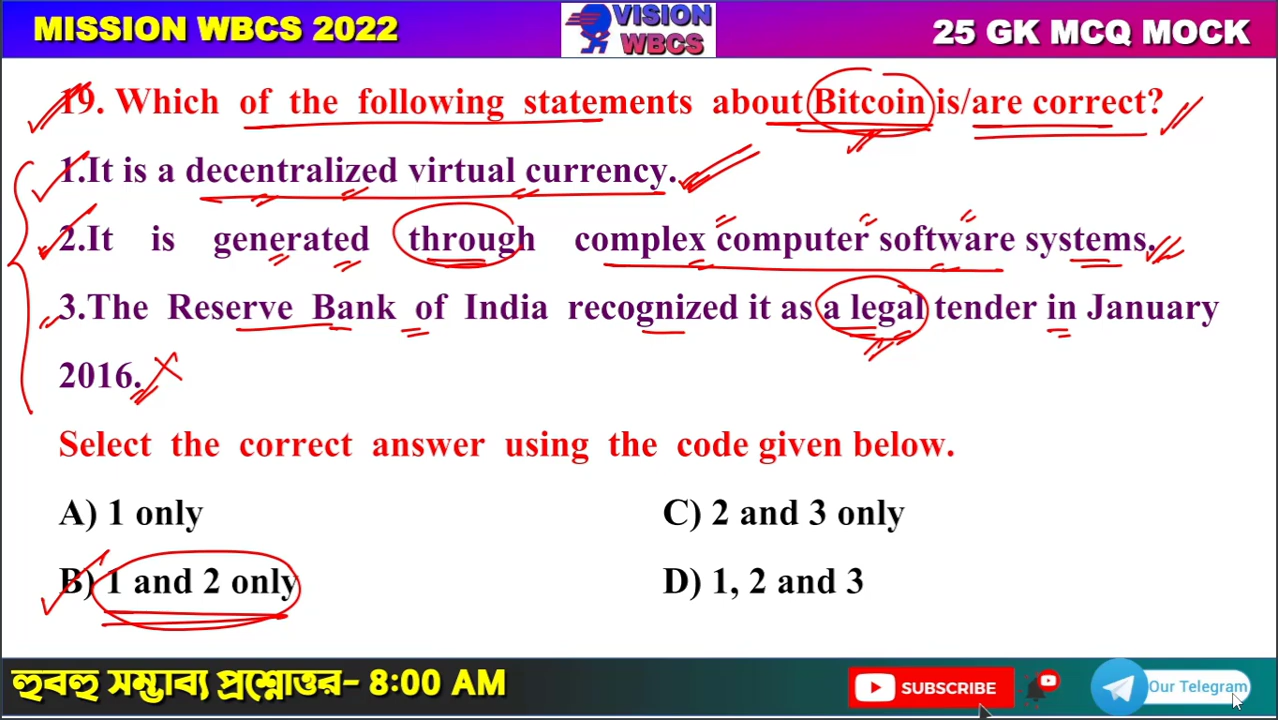 MISSION WBCS 2022
VISION
WBCS
25 GK MCQ MOCK
19. Which of the following statements about Bitcoin is/are correct?
1.It is a decentralized virtual currency.
2.It is generated through complex computer software systems.
3.The Reserve Bank of India recognized it as a legal tender in January
2016.
Select the correct answer using the code given below.
A) 1 only
C) 2 and 3 only
B) 1 and 2 only
D) 1, 2 and 3
হুবহু সম্ভাব্য প্রশ্নোত্তর- 8:00 AM
SUBSCRIBE
Our Telegram